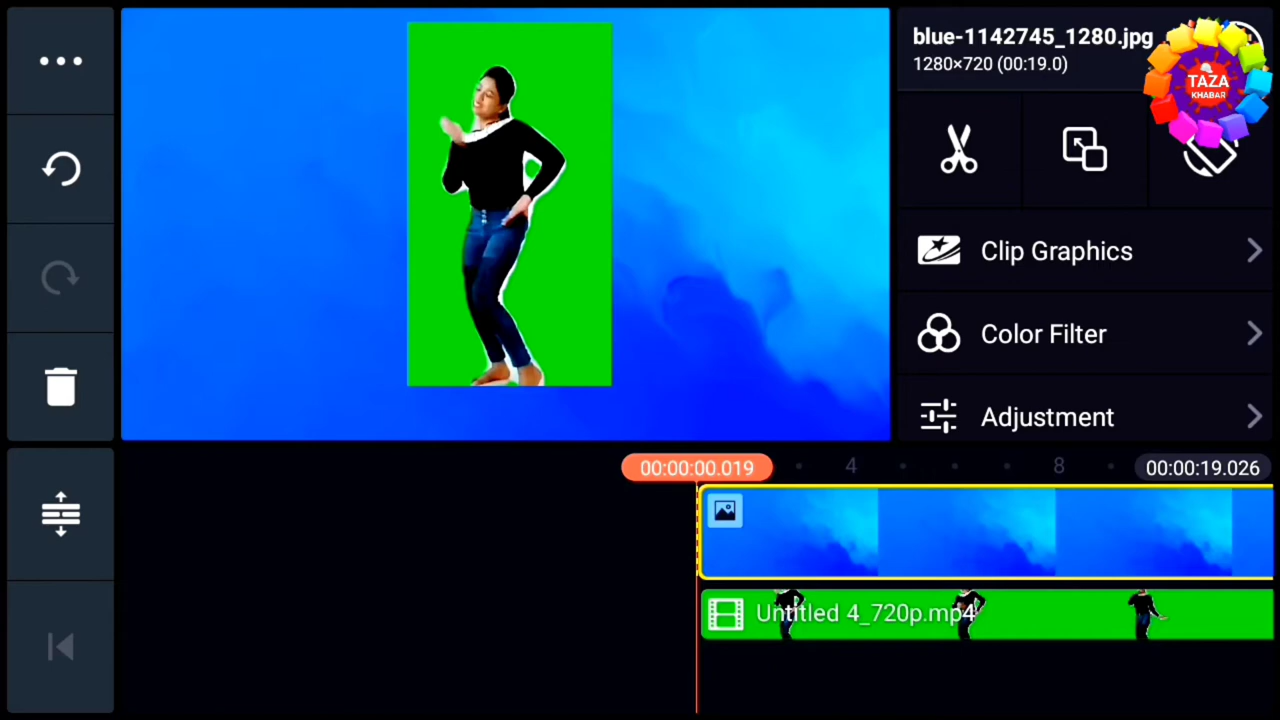 blue-1142745_1280.jpg
1280×720 (00:19.0)
TAZA
KHABAR
Clip Graphics
Color Filter
Adjustment
00:00:00.019
4
8
00:00:19.026
Untitled 4_720p.mp4